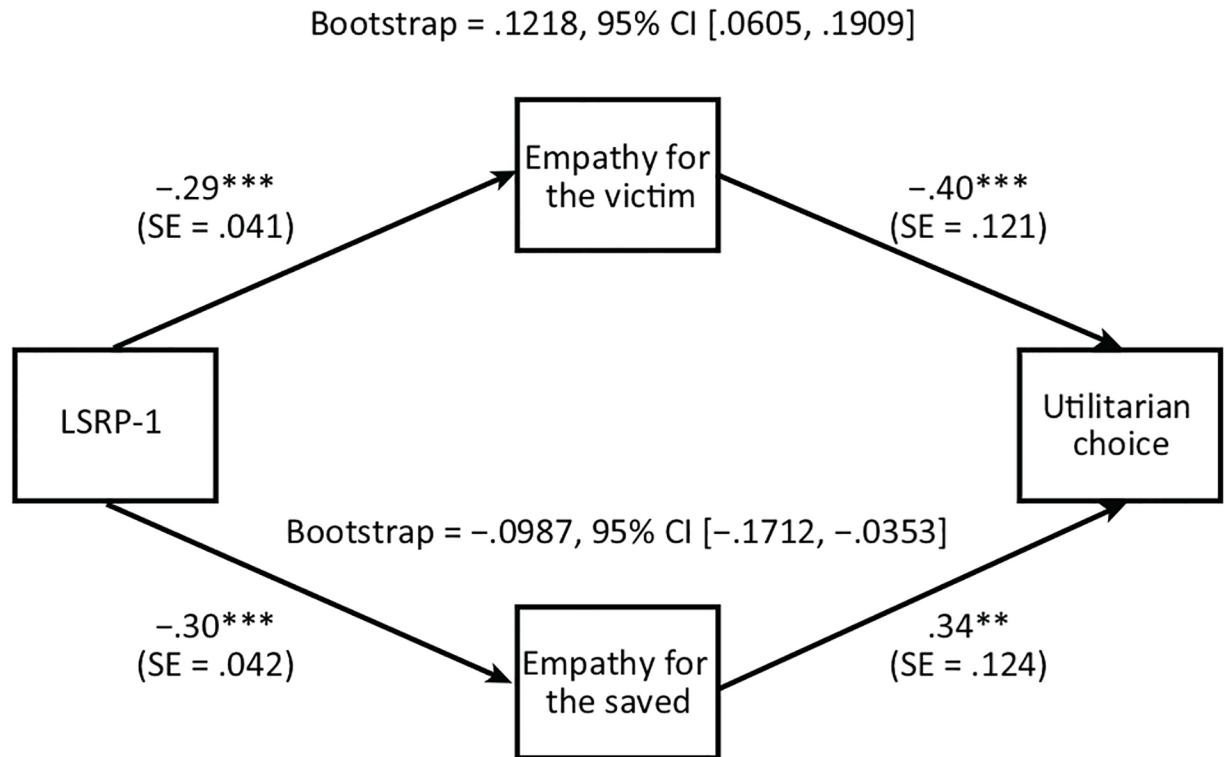 Bootstrap = .1218, 95% CI [.0605, .1909]
Empathy for
the victim
−.29***
(SE = .041)
−.40***
(SE = .121)
LSRP-1
Utilitarian
choice
Bootstrap = −.0987, 95% CI [−.1712, −.0353]
−.30***
(SE = .042)
.34**
(SE = .124)
Empathy for
the saved